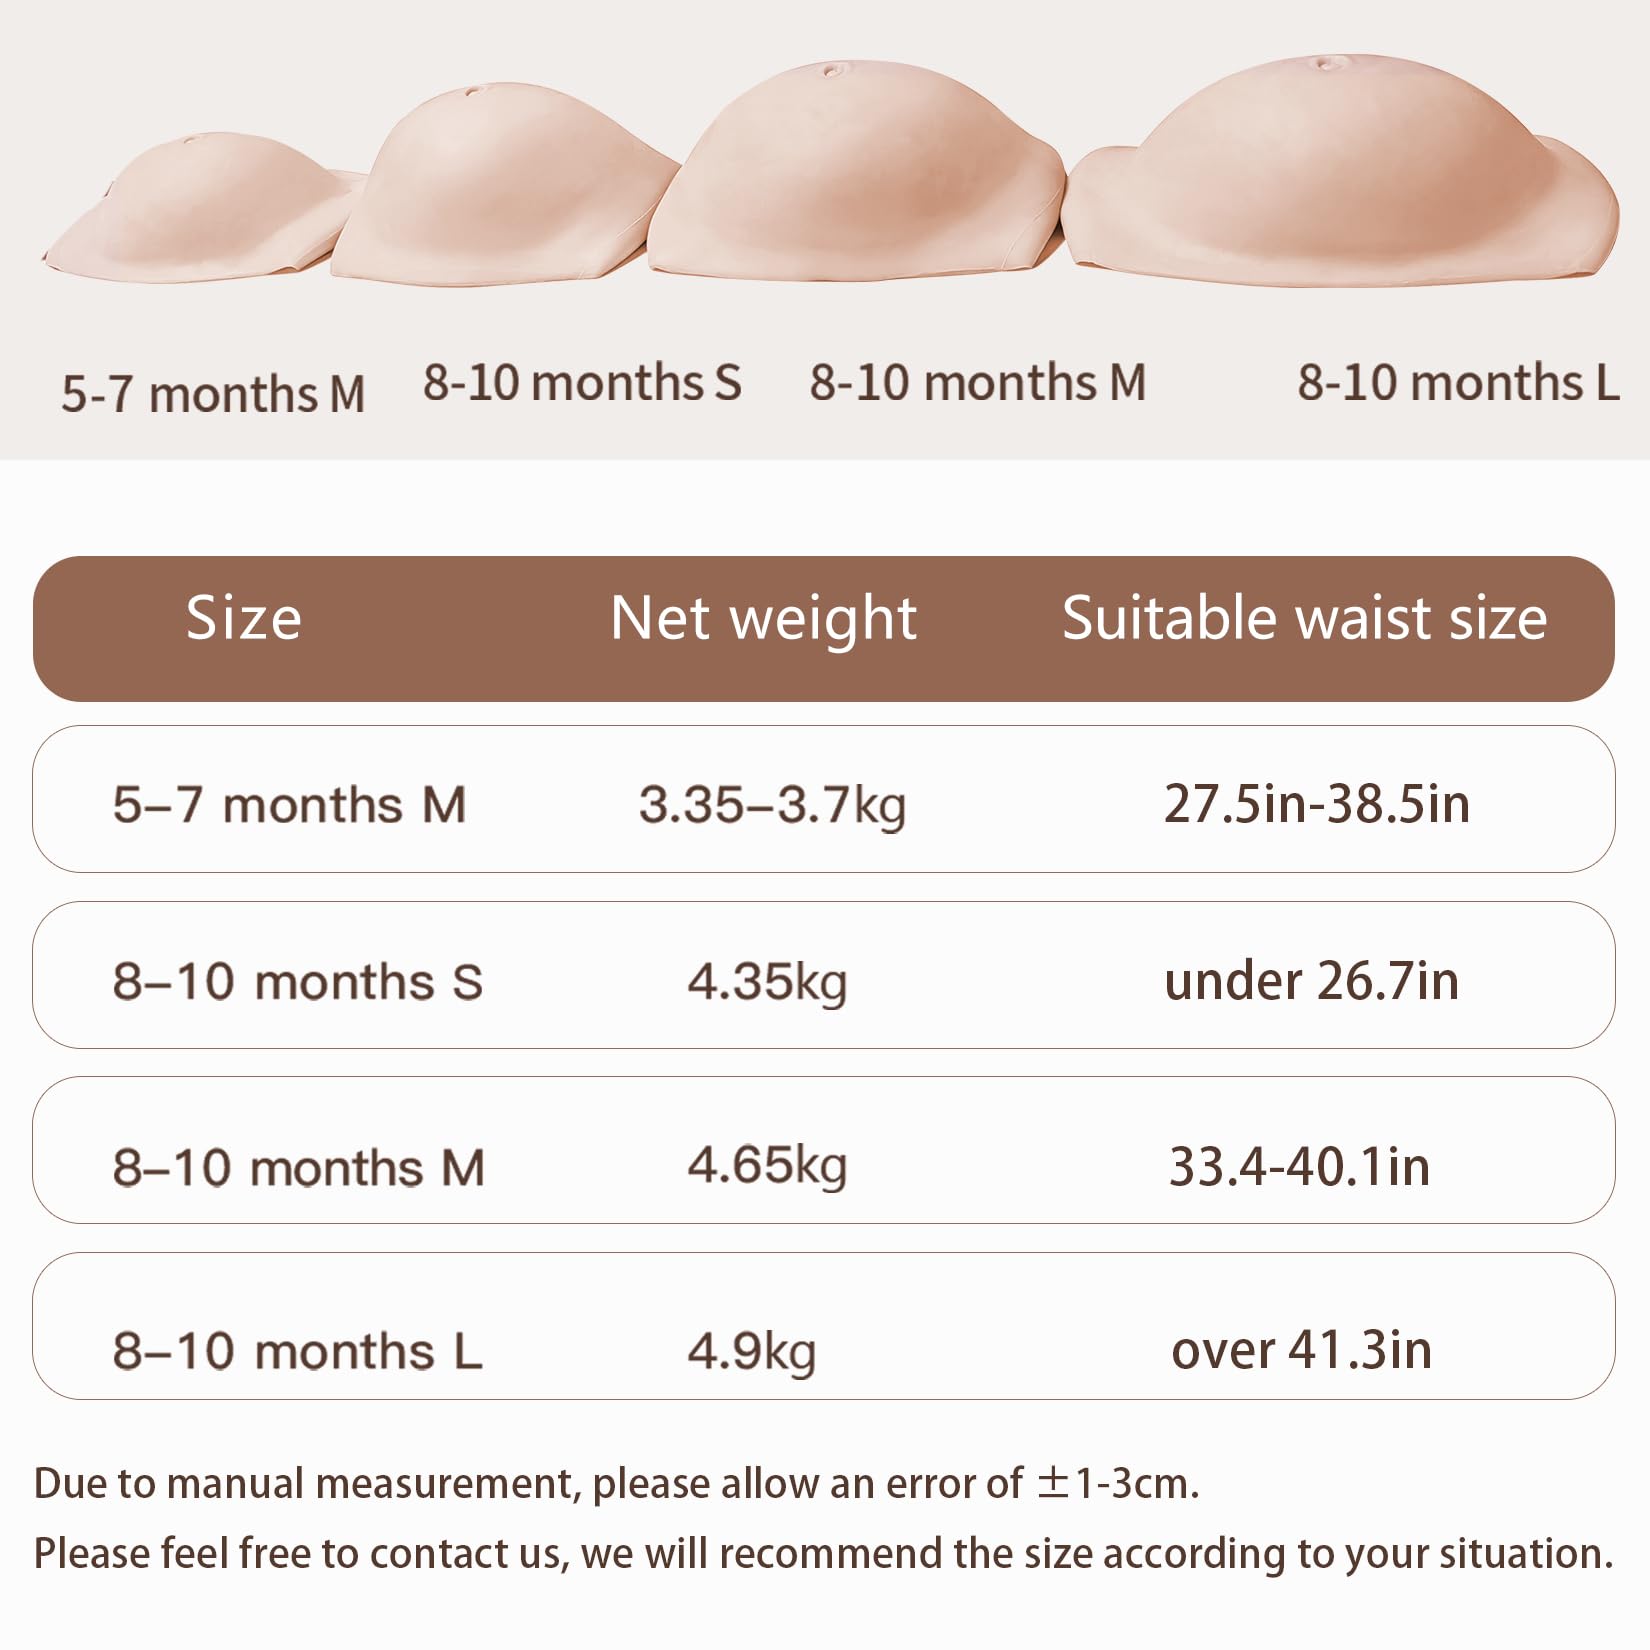 5-7 months M 8-10 months S 8-10 months M 8-10 months L
Size Net weight Suitable waist size
5–7 months M 3.35–3.7kg 27.5in-38.5in
8–10 months S 4.35kg under 26.7in
8–10 months M 4.65kg 33.4-40.1in
8–10 months L 4.9kg over 41.3in
Due to manual measurement, please allow an error of ±1-3cm.
Please feel free to contact us, we will recommend the size according to your situation.